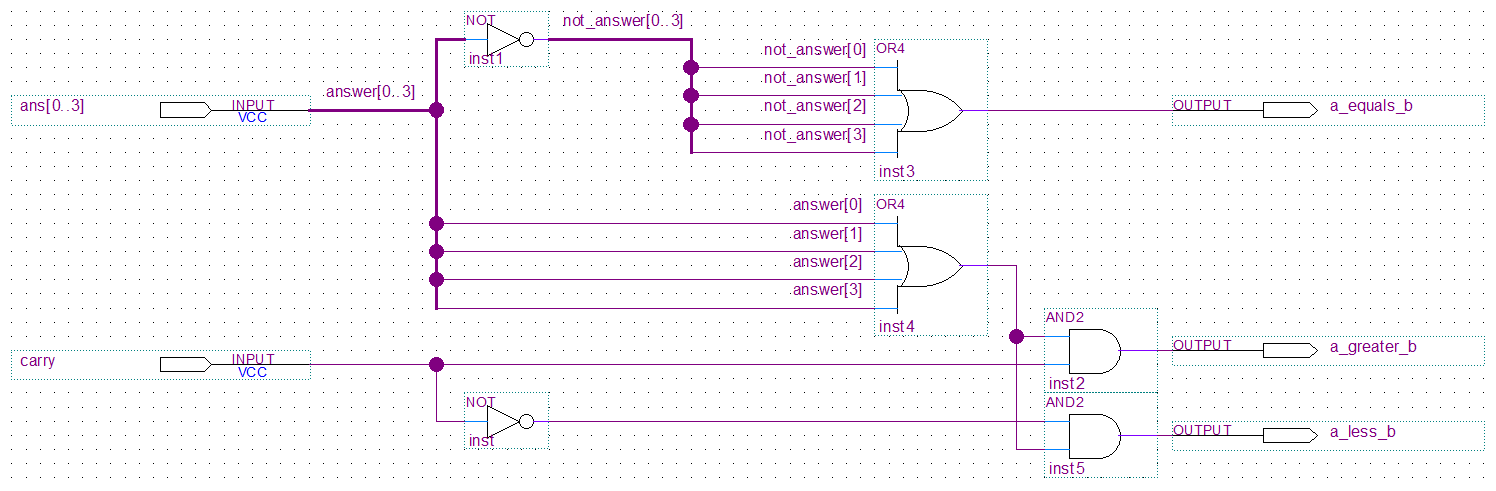 NOT
not_answer[0..3]
inst1
ans[0..3]
INPUT
VCC
answer[0..3]
not_answer[0]
not_answer[1]
not_answer[2]
not_answer[3]
OR4
inst3
OUTPUT
a_equals_b
answer[0]
answer[1]
answer[2]
answer[3]
OR4
inst4
carry
INPUT
VCC
AND2
inst2
OUTPUT
a_greater_b
NOT
inst
AND2
inst5
OUTPUT
a_less_b